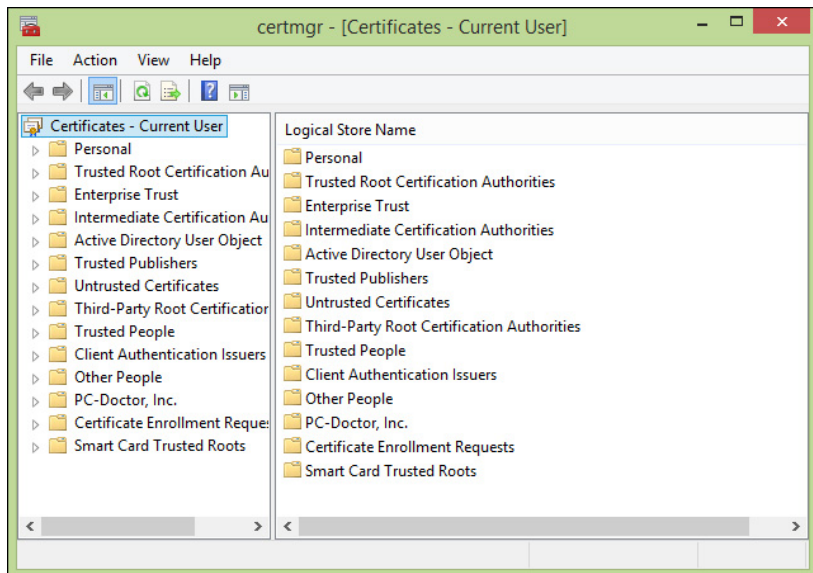 certmgr - [Certificates - Current User]
File Action View Help
Certificates - Current User
Personal
Trusted Root Certification Au
Enterprise Trust
Intermediate Certification Au
Active Directory User Object
Trusted Publishers
Untrusted Certificates
Third-Party Root Certification
Trusted People
Client Authentication Issuers
Other People
PC-Doctor, Inc.
Certificate Enrollment Reques
Smart Card Trusted Roots
Logical Store Name
Personal
Trusted Root Certification Authorities
Enterprise Trust
Intermediate Certification Authorities
Active Directory User Object
Trusted Publishers
Untrusted Certificates
Third-Party Root Certification Authorities
Trusted People
Client Authentication Issuers
Other People
PC-Doctor, Inc.
Certificate Enrollment Requests
Smart Card Trusted Roots